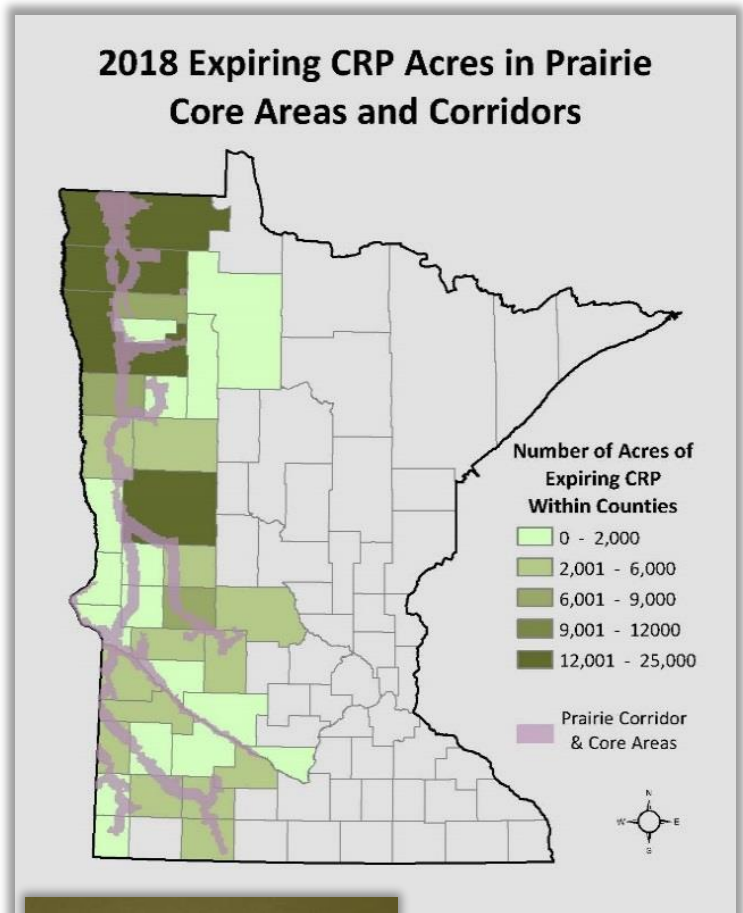 2018 Expiring CRP Acres in Prairie
Core Areas and Corridors
Number of Acres of
Expiring CRP
Within Counties
0 - 2,000
2,001 - 6,000
6,001 - 9,000
9,001 - 12000
12,001 - 25,000
Prairie Corridor
& Core Areas
N
W
E
S